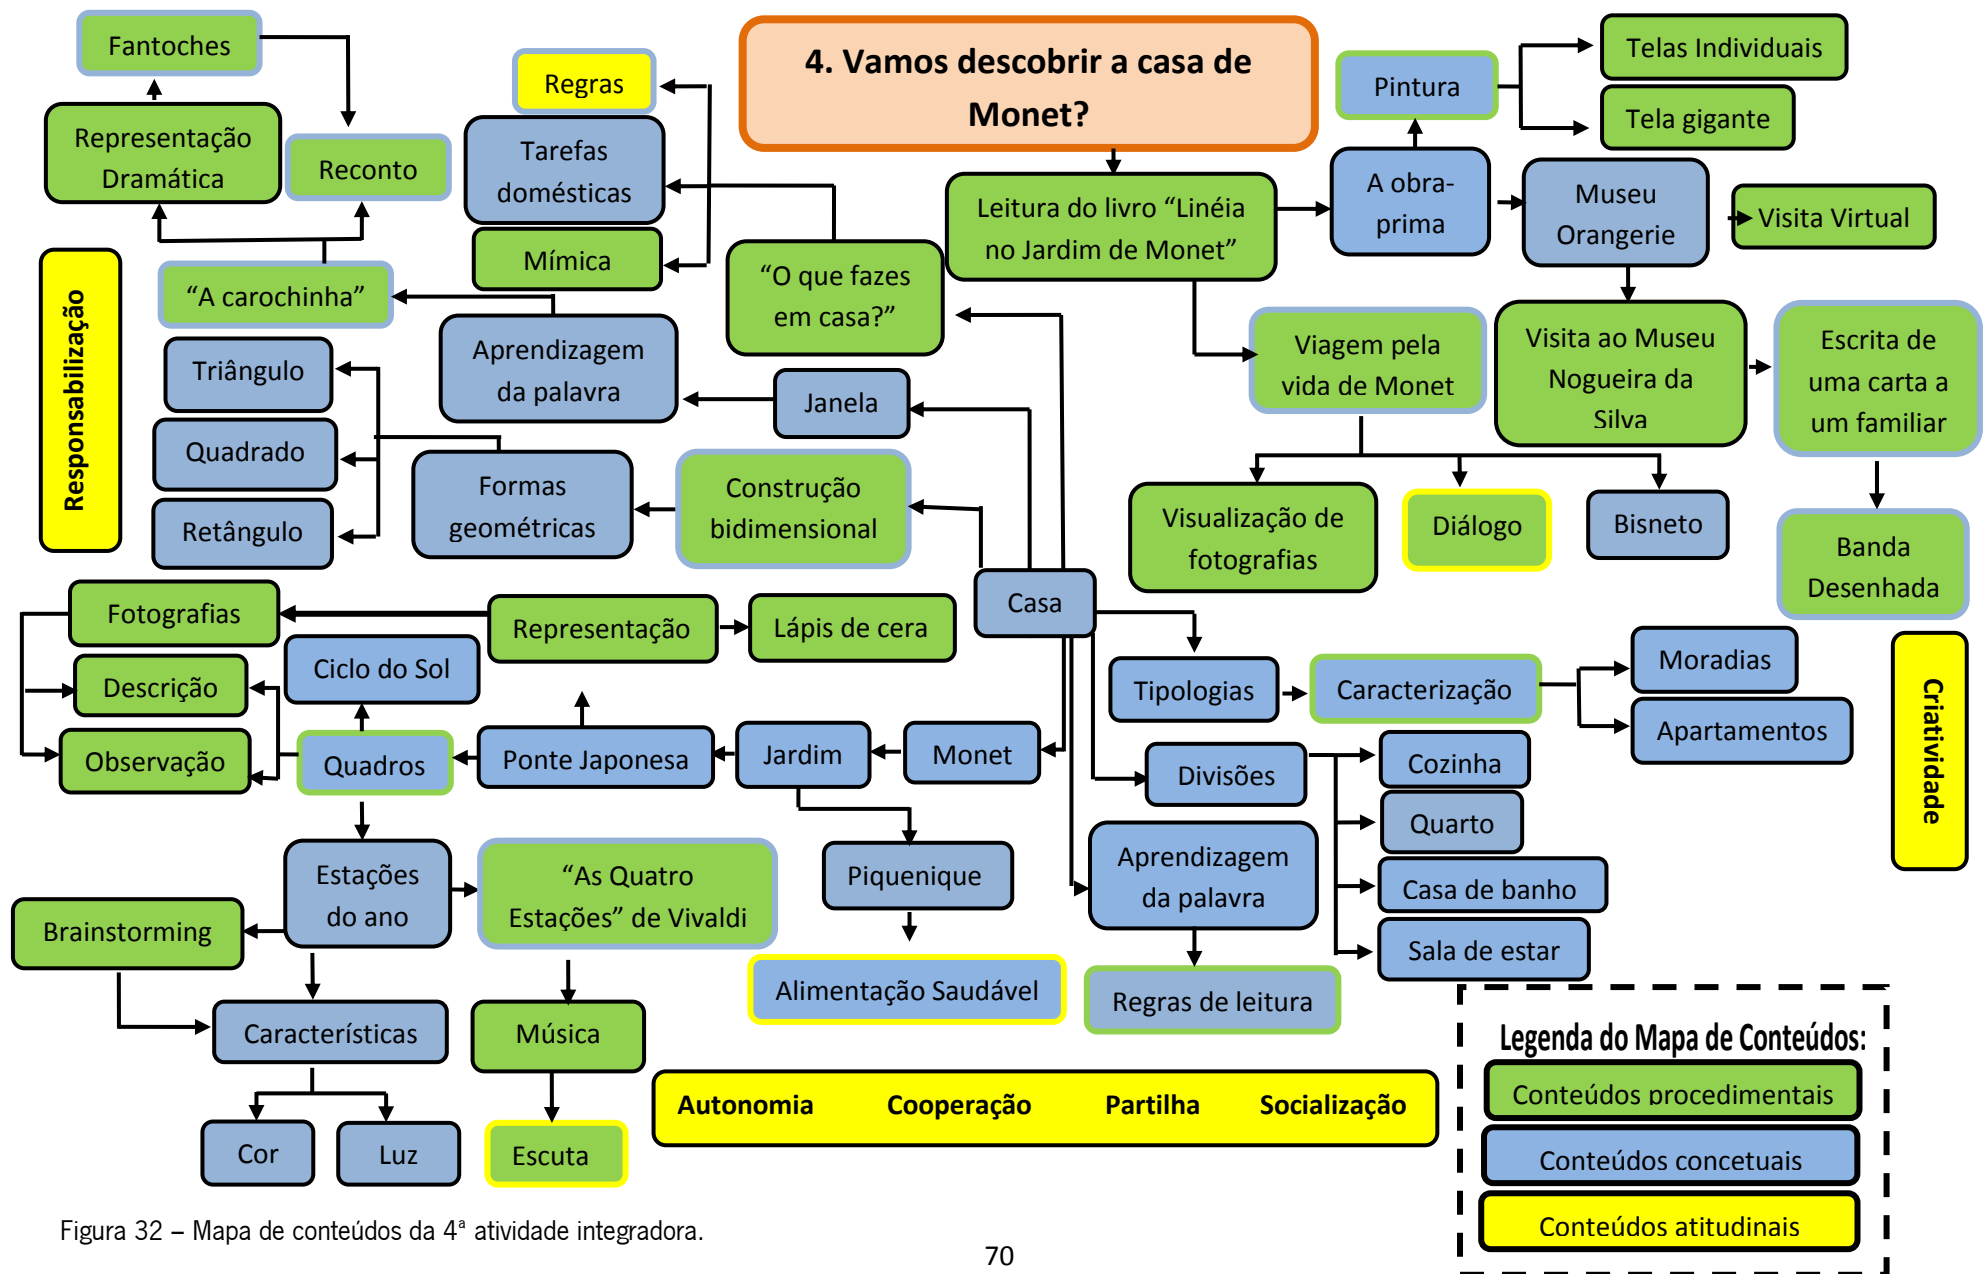 Fantoches
Representação
Dramática
Reconto
Regras
Tarefas
domésticas
Mímica
4. Vamos descobrir a casa de
Monet?
Leitura do livro “Linéia
no Jardim de Monet”
Pintura
Telas Individuais
Tela gigante
A obra-
prima
Museu
Orangerie
Visita Virtual
Responsabilização
“A carochinha”
“O que fazes
em casa?”
Aprendizagem
da palavra
Janela
Triângulo
Quadrado
Retângulo
Formas
geométricas
Construção
bidimensional
Viagem pela
vida de Monet
Visita ao Museu
Nogueira da
Silva
Escrita de
uma carta a
um familiar
Visualização de
fotografias
Diálogo
Bisneto
Banda
Desenhada
Casa
Fotografias
Descrição
Observação
Ciclo do Sol
Representação
Lápis de cera
Quadros
Ponte Japonesa
Jardim
Monet
Tipologias
Caracterização
Moradias
Apartamentos
Criatividade
Divisões
Cozinha
Quarto
Casa de banho
Sala de estar
Aprendizagem
da palavra
Regras de leitura
Piquenique
Alimentação Saudável
Estações
do ano
“As Quatro
Estações” de Vivaldi
Brainstorming
Características
Cor
Luz
Música
Escuta
Autonomia Cooperação Partilha Socialização
Legenda do Mapa de Conteúdos:
Conteúdos procedimentais
Conteúdos concetuais
Conteúdos atitudinais
Figura 32 – Mapa de conteúdos da 4ª atividade integradora.
70